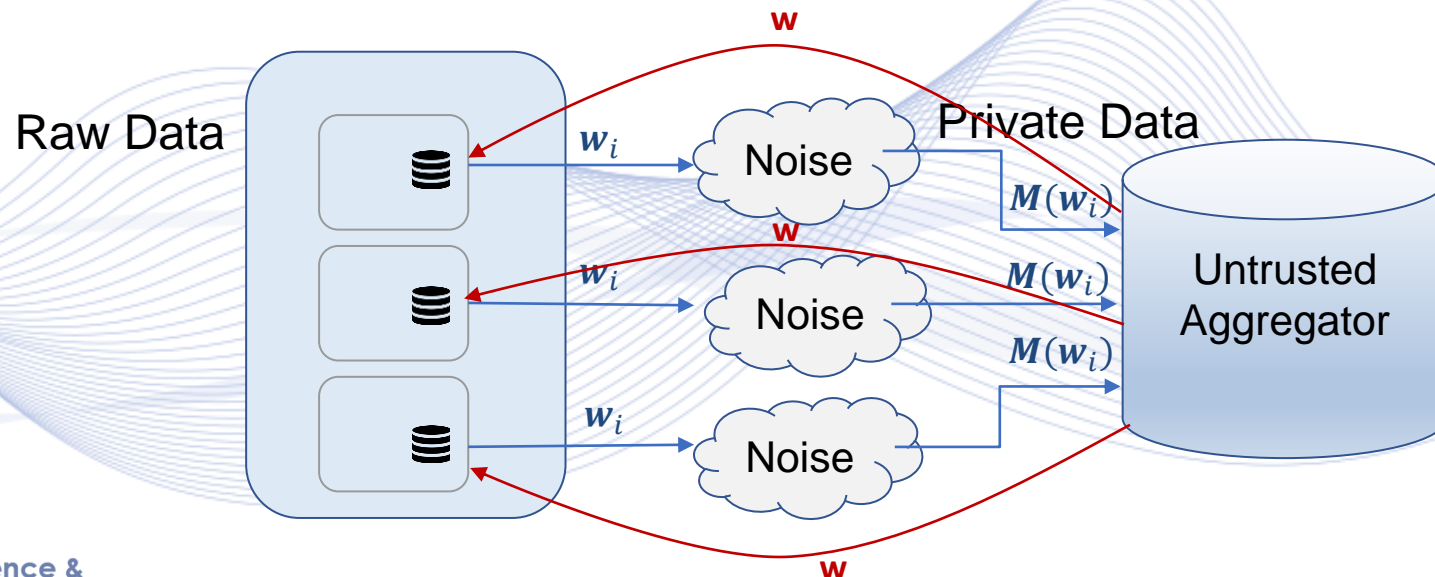 w
Raw Data
w_i
Noise
Private Data
M(w_i)
w
w_i
Noise
M(w_i)
Untrusted
Aggregator
M(w_i)
w_i
Noise
w
ence &